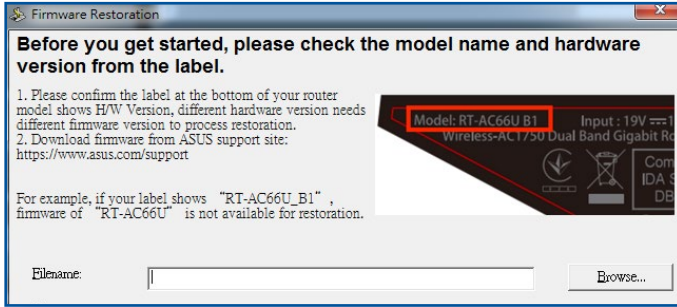 Firmware Restoration
Before you get started, please check the model name and hardware
version from the label.
1. Please confirm the label at the bottom of your router
model shows H/W Version, different hardware version needs
different firmware version to process restoration.
2. Download firmware from ASUS support site:
https://www.asus.com/support
Model: RT-AC66U B1 Input : 19V
Wireless-AC1750 Dual Band Gigabit
Com
IDA
DB
For example, if your label shows “RT-AC66U_B1” ,
firmware of “RT-AC66U” is not available for restoration.
Filename:
Browse...